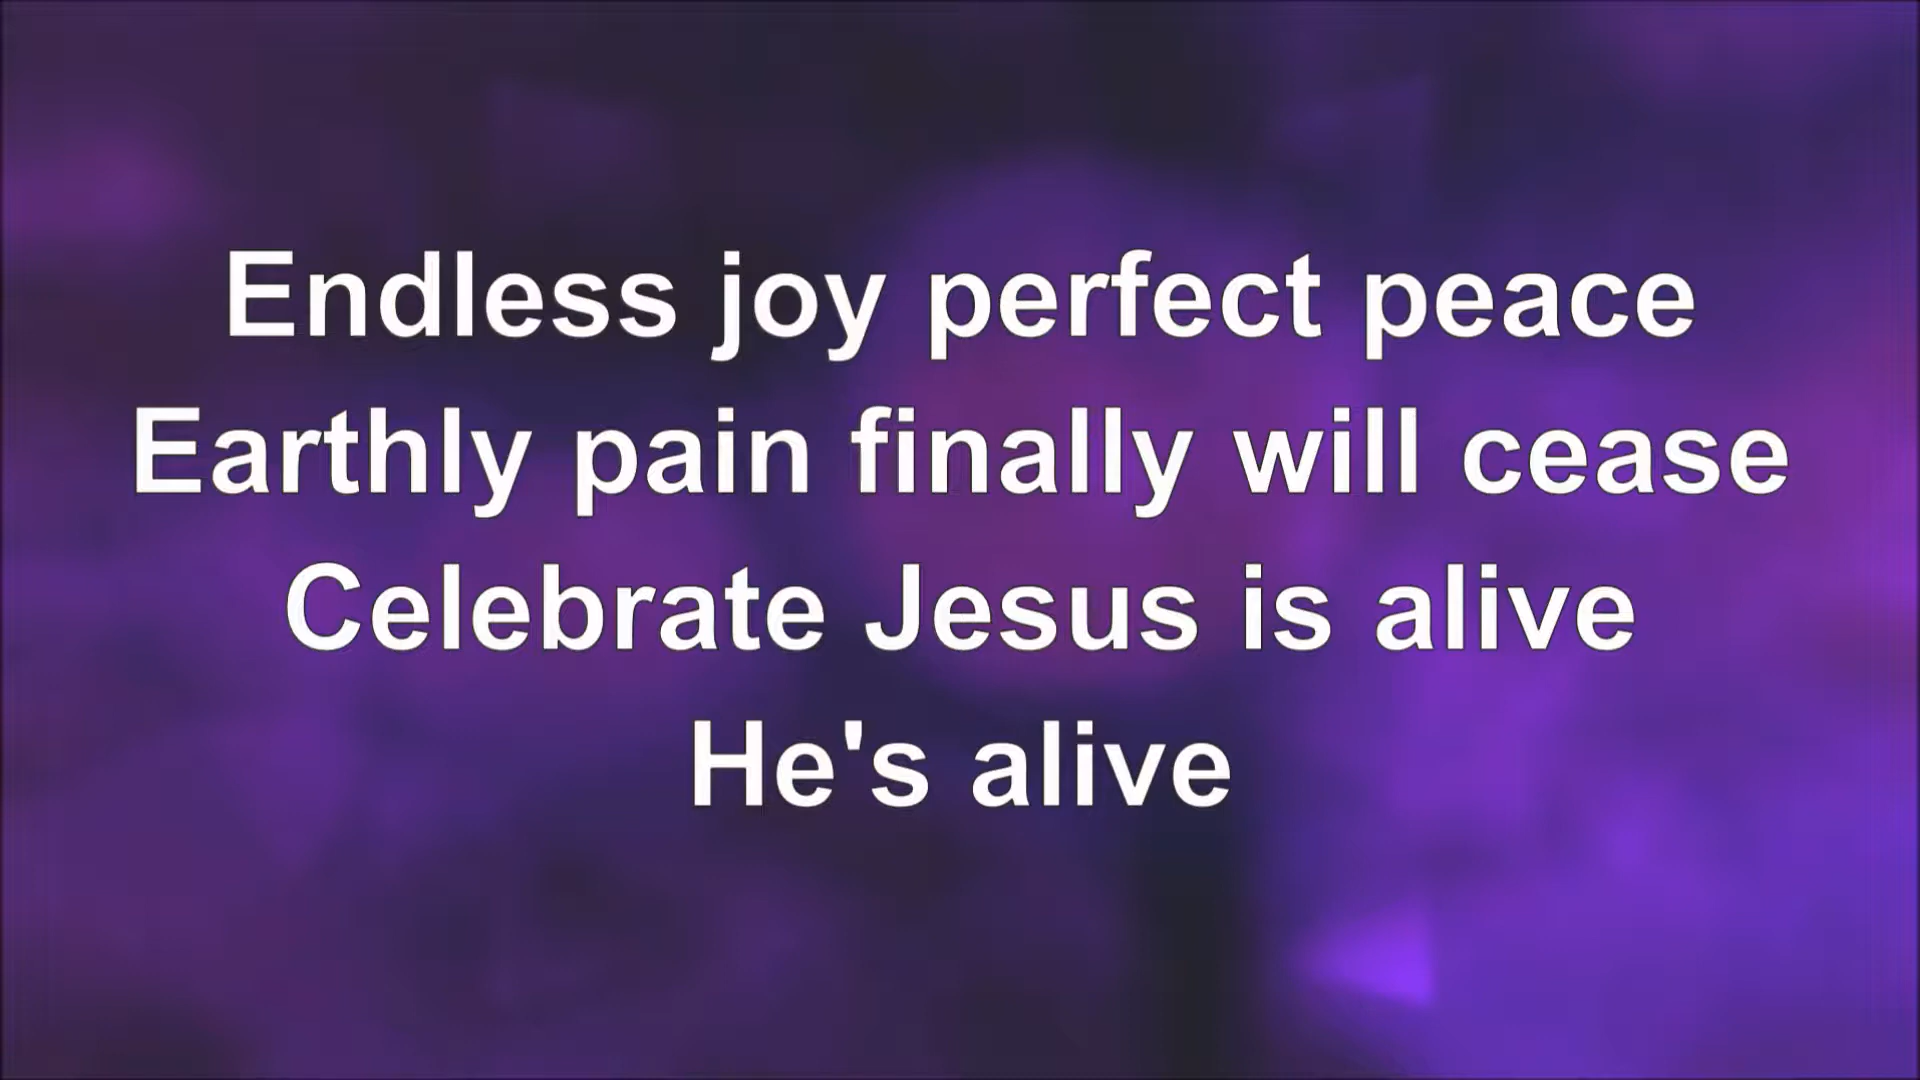 Endless joy perfect peace
Earthly pain finally will cease
Celebrate Jesus is alive
He's alive